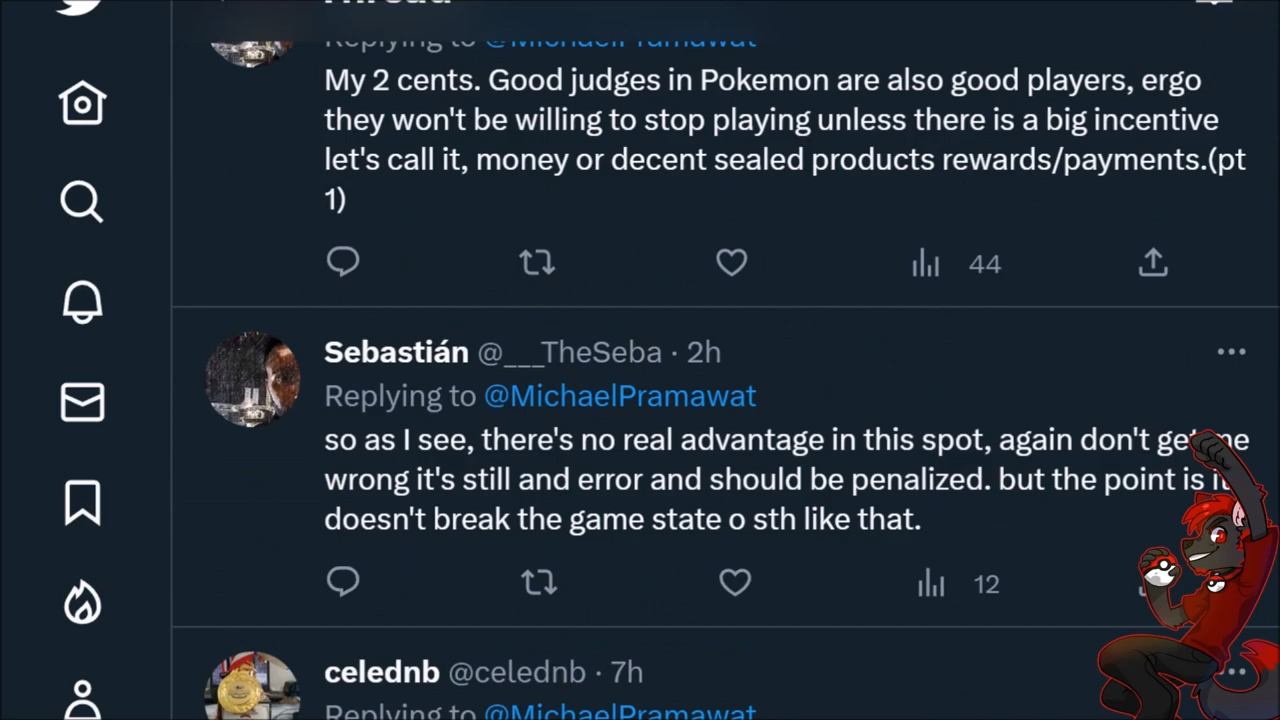 Thread
Replying to @MichaelPramawat
My 2 cents. Good judges in Pokemon are also good players, ergo
they won't be willing to stop playing unless there is a big incentive
let's call it, money or decent sealed products rewards/payments.(pt
1)
44
Sebastián @___TheSeba · 2h
Replying to @MichaelPramawat
so as I see, there's no real advantage in this spot, again don't get me
wrong it's still and error and should be penalized. but the point is it
doesn't break the game state o sth like that.
12
celednb @celednb · 7h
Replying to @MichaelPramawat